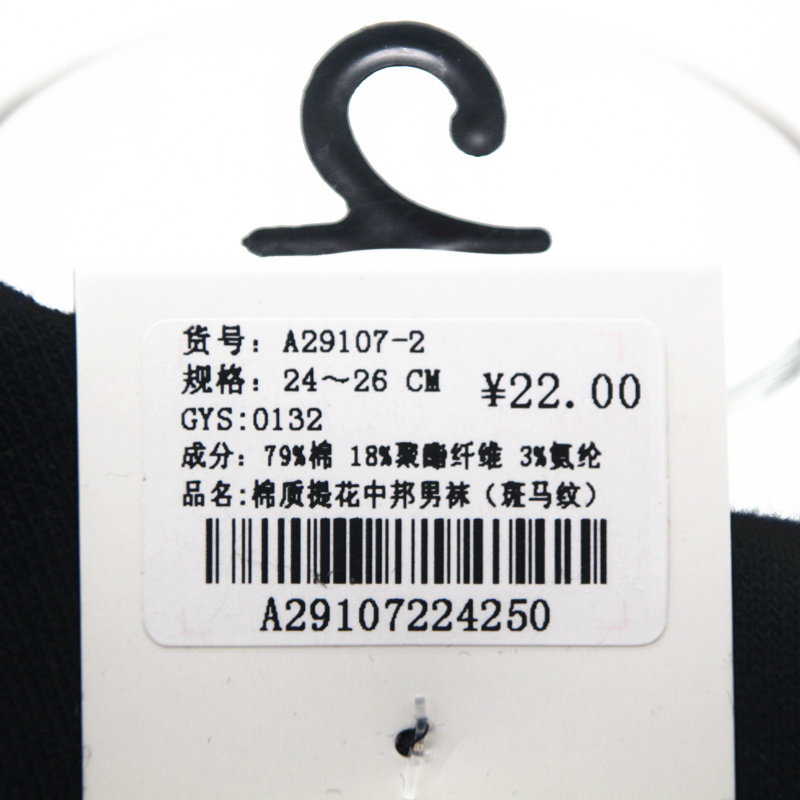 货号：A29107-2
规格：24～26 CM
¥22.00
GYS:0132
成分：79%棉 18%聚酯纤维 3%氨纶
品名:棉质提花中邦男袜（斑马纹）
A29107224250